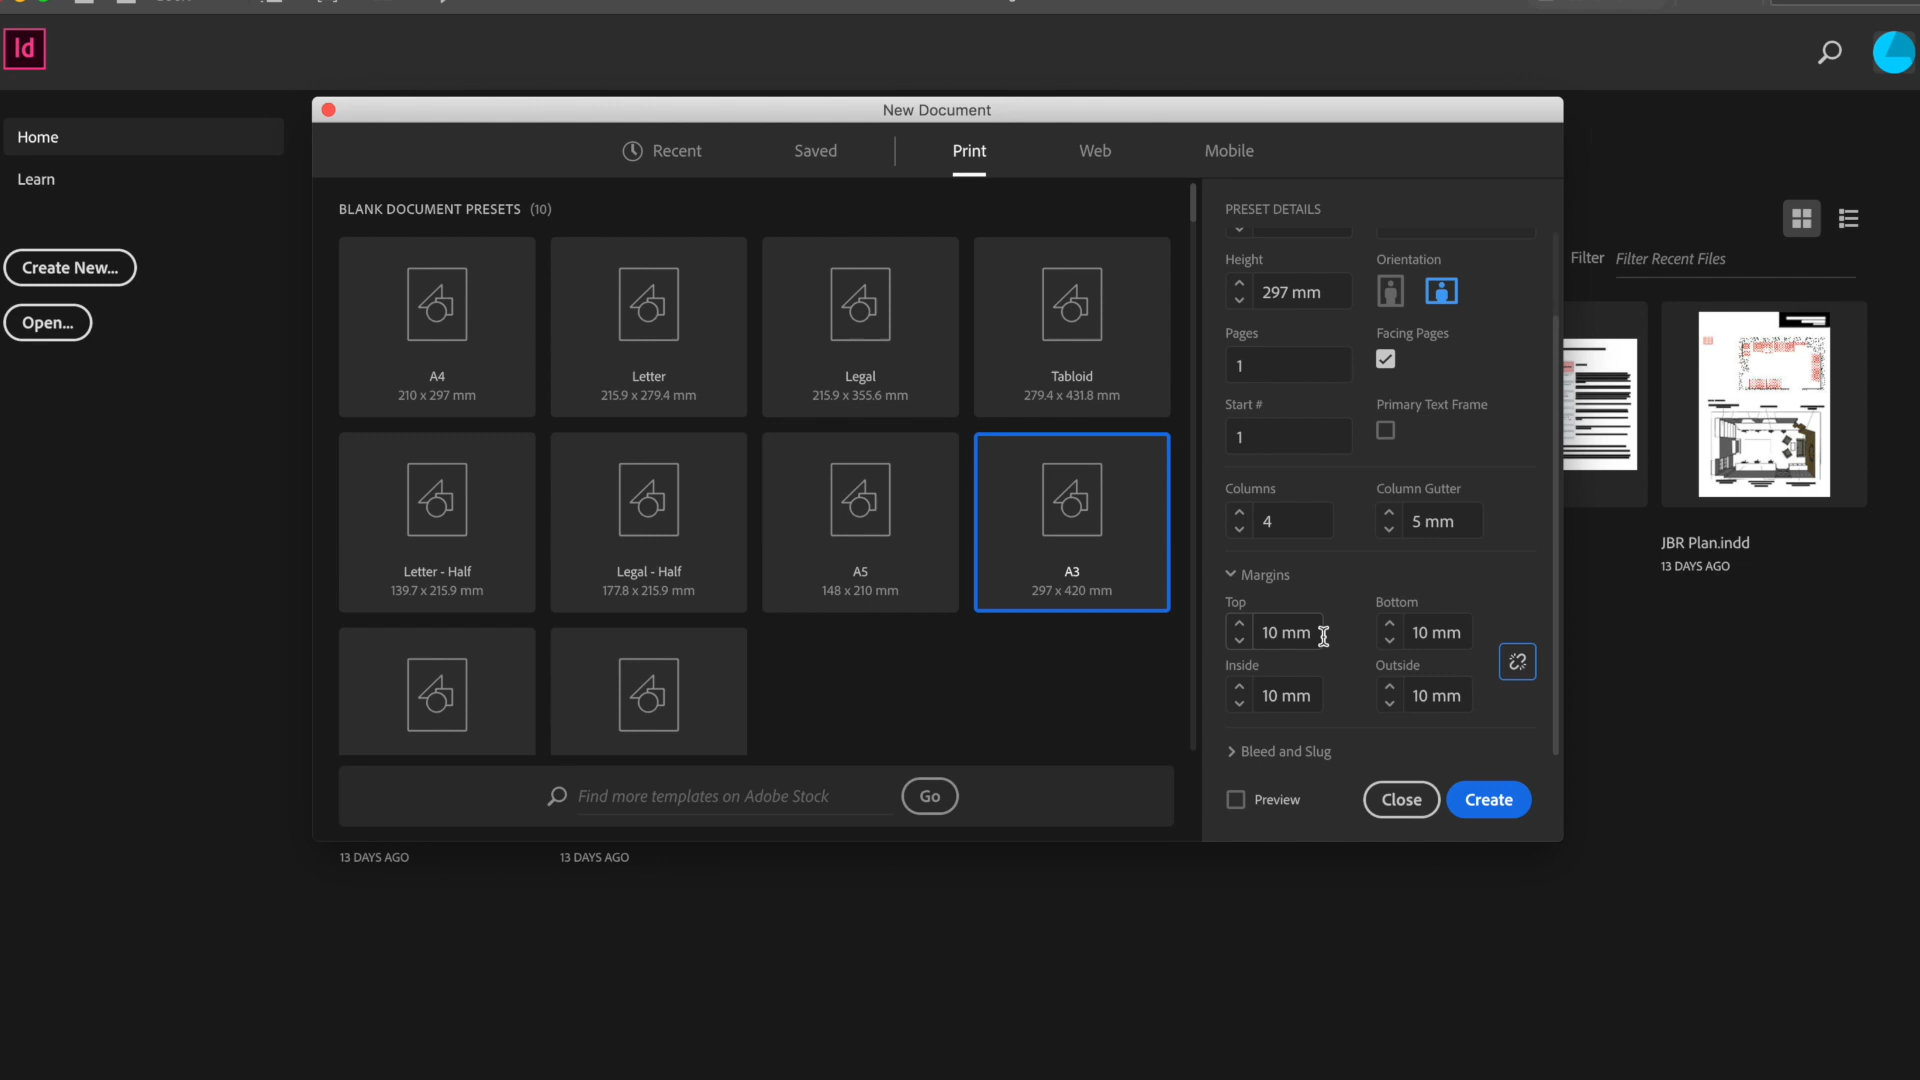 Id
New Document
Home
Learn
Create New...
Open...
Recent
Saved
Print
Web
Mobile
BLANK DOCUMENT PRESETS (10)
A4
210 x 297 mm
Letter
215.9 x 279.4 mm
Legal
215.9 x 355.6 mm
Tabloid
279.4 x 431.8 mm
Letter - Half
139.7 x 215.9 mm
Legal - Half
177.8 x 215.9 mm
A5
148 x 210 mm
A3
297 x 420 mm
Find more templates on Adobe Stock
Go
PRESET DETAILS
Height
Orientation
297 mm
Pages
Facing Pages
1
Start #
Primary Text Frame
1
Columns
Column Gutter
4
5 mm
Margins
Top
Bottom
10 mm
10 mm
Inside
Outside
10 mm
10 mm
Bleed and Slug
Preview
Close
Create
Filter
Filter Recent Files
JBR Plan.indd
13 DAYS AGO
13 DAYS AGO
13 DAYS AGO